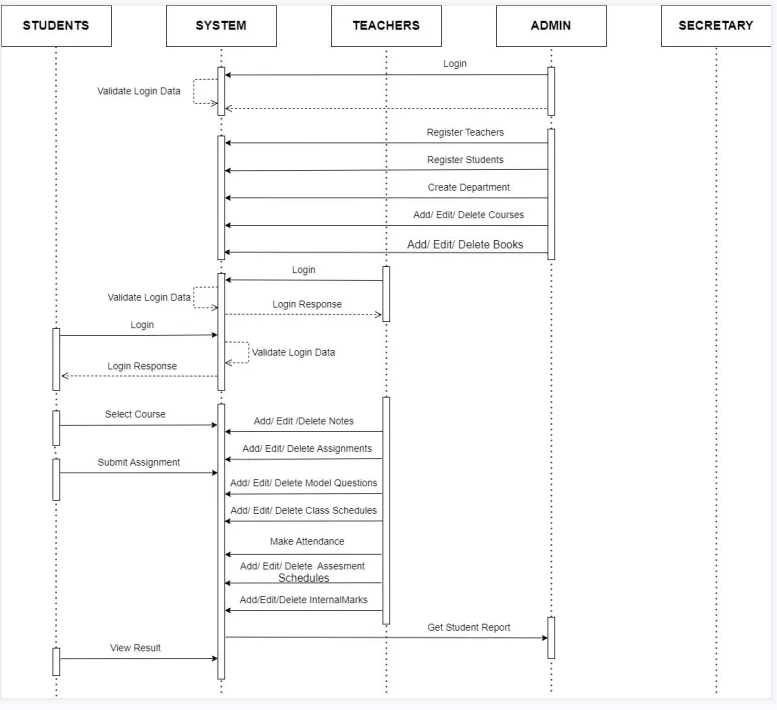 STUDENTS
SYSTEM
TEACHERS
ADMIN
SECRETARY
Login
Validate Login Data
Register Teachers
Register Students
Create Department
Add/ Edit/ Delete Courses
Add/ Edit/ Delete Books
Login
Validate Login Data
Login Response
Login
Validate Login Data
Login Response
Select Course
Add/ Edit /Delete Notes
Add/ Edit/ Delete Assignments
Submit Assignment
Add/ Edit/ Delete Model Questions
Add/ Edit/ Delete Class Schedules
Make Attendance
Add/ Edit/ Delete Assesment
Schedules
Add/Edit/Delete InternalMarks
Get Student Report
View Result